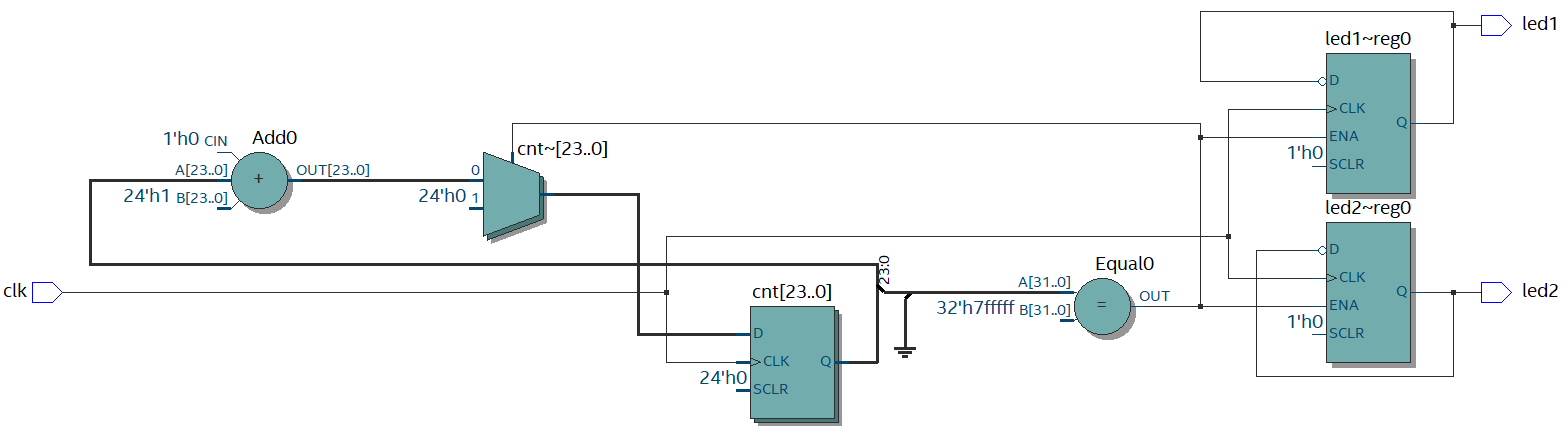 led1
led1~reg0
D
CLK
Q
ENA
1'h0
SCLR
1'h0 CIN
Add0
cnt~[23..0]
A[23..0]
+
OUT[23..0]
0
24'h1 B[23..0]
24'h0
1
led2~reg0
D
CLK
Q
ENA
1'h0
SCLR
led2
clk
23:0
cnt[23..0]
D
CLK
Q
24'h0
SCLR
Equal0
A[31..0]
=
OUT
32'h7fffff B[31..0]